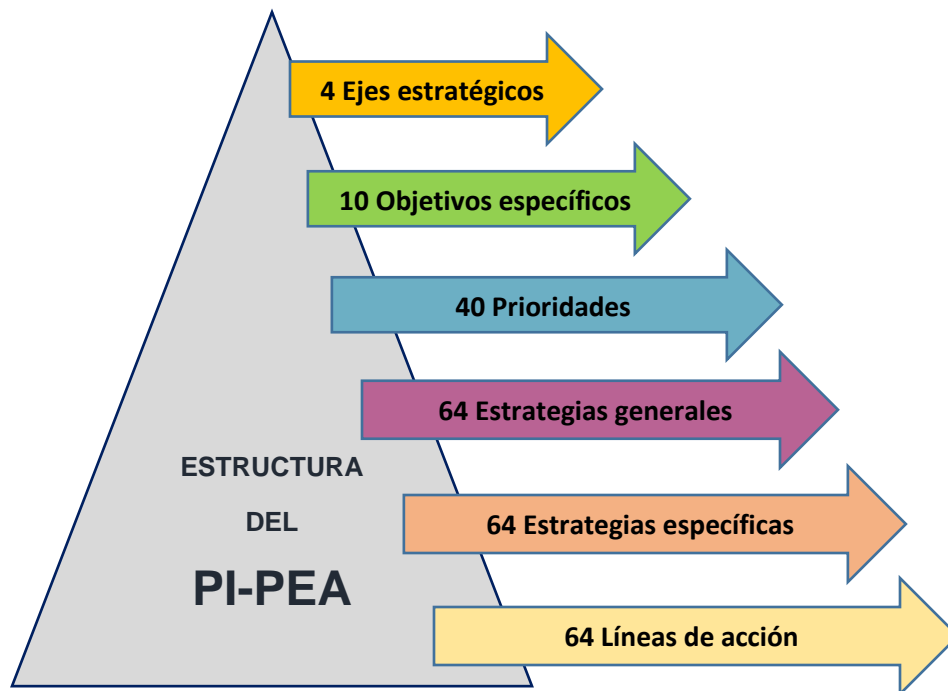 4 Ejes estratégicos
10 Objetivos específicos
40 Prioridades
64 Estrategias generales
ESTRUCTURA
DEL
PI-PEA
64 Estrategias específicas
64 Líneas de acción